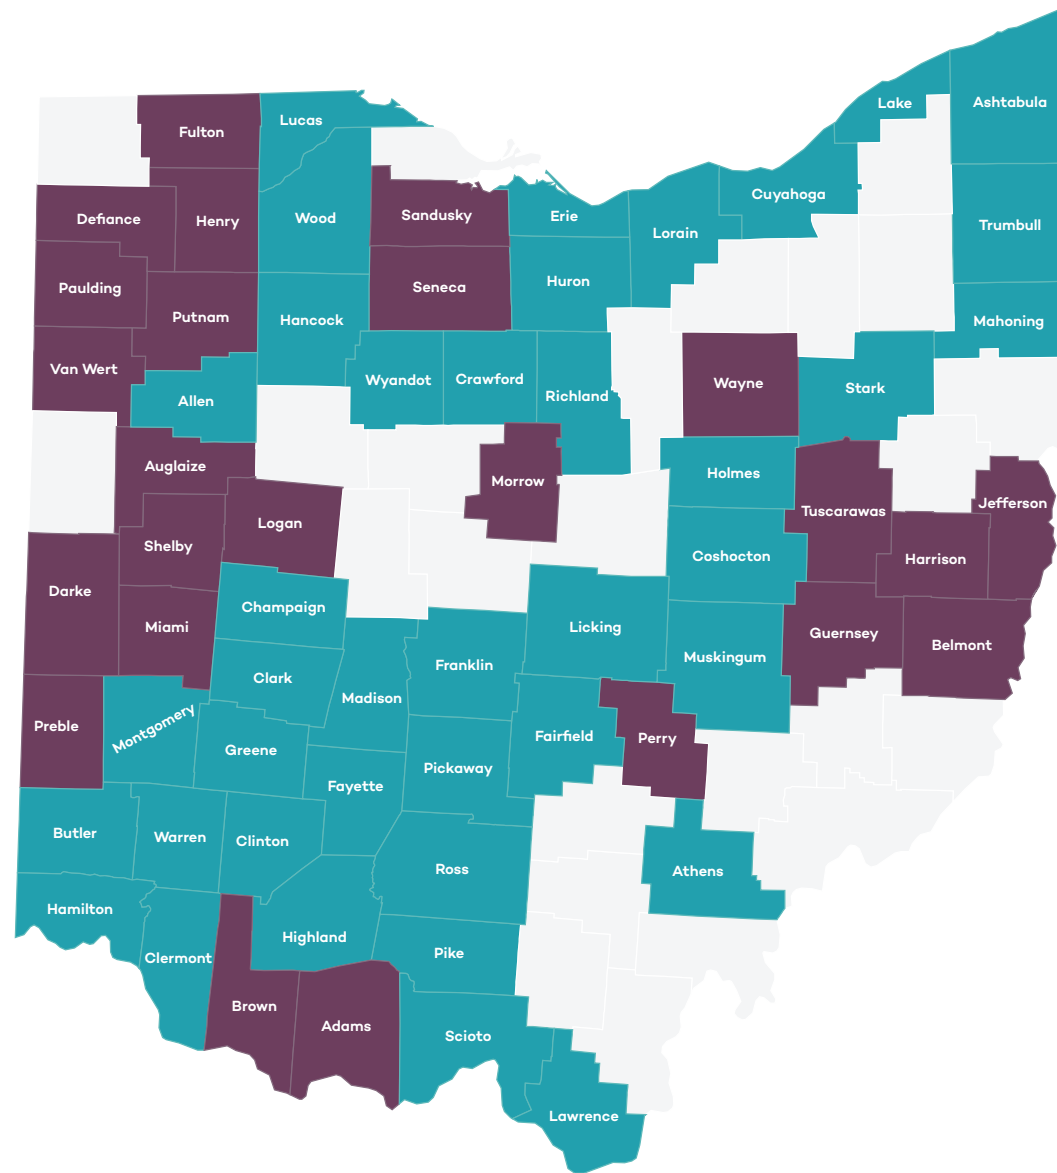 Lake
Ashtabula
Lucas
Fulton
Cuyahoga
Sandusky
Erie
Defiance
Henry
Wood
Trumbull
Lorain
Huron
Paulding
Seneca
Putnam
Hancock
Mahoning
Van Wert
Wyandot
Crawford
Wayne
Stark
Richland
Allen
Auglaize
Holmes
Morrow
Jefferson
Tuscarawas
Logan
Shelby
Coshocton
Harrison
Darke
Champaign
Miami
Licking
Guernsey
Belmont
Muskingum
Franklin
Clark
Madison
Preble
Montgomery
Fairfield
Perry
Greene
Pickaway
Fayette
Butler
Warren
Clinton
Ross
Athens
Hamilton
Highland
Pike
Clermont
Brown
Adams
Scioto
Lawrence